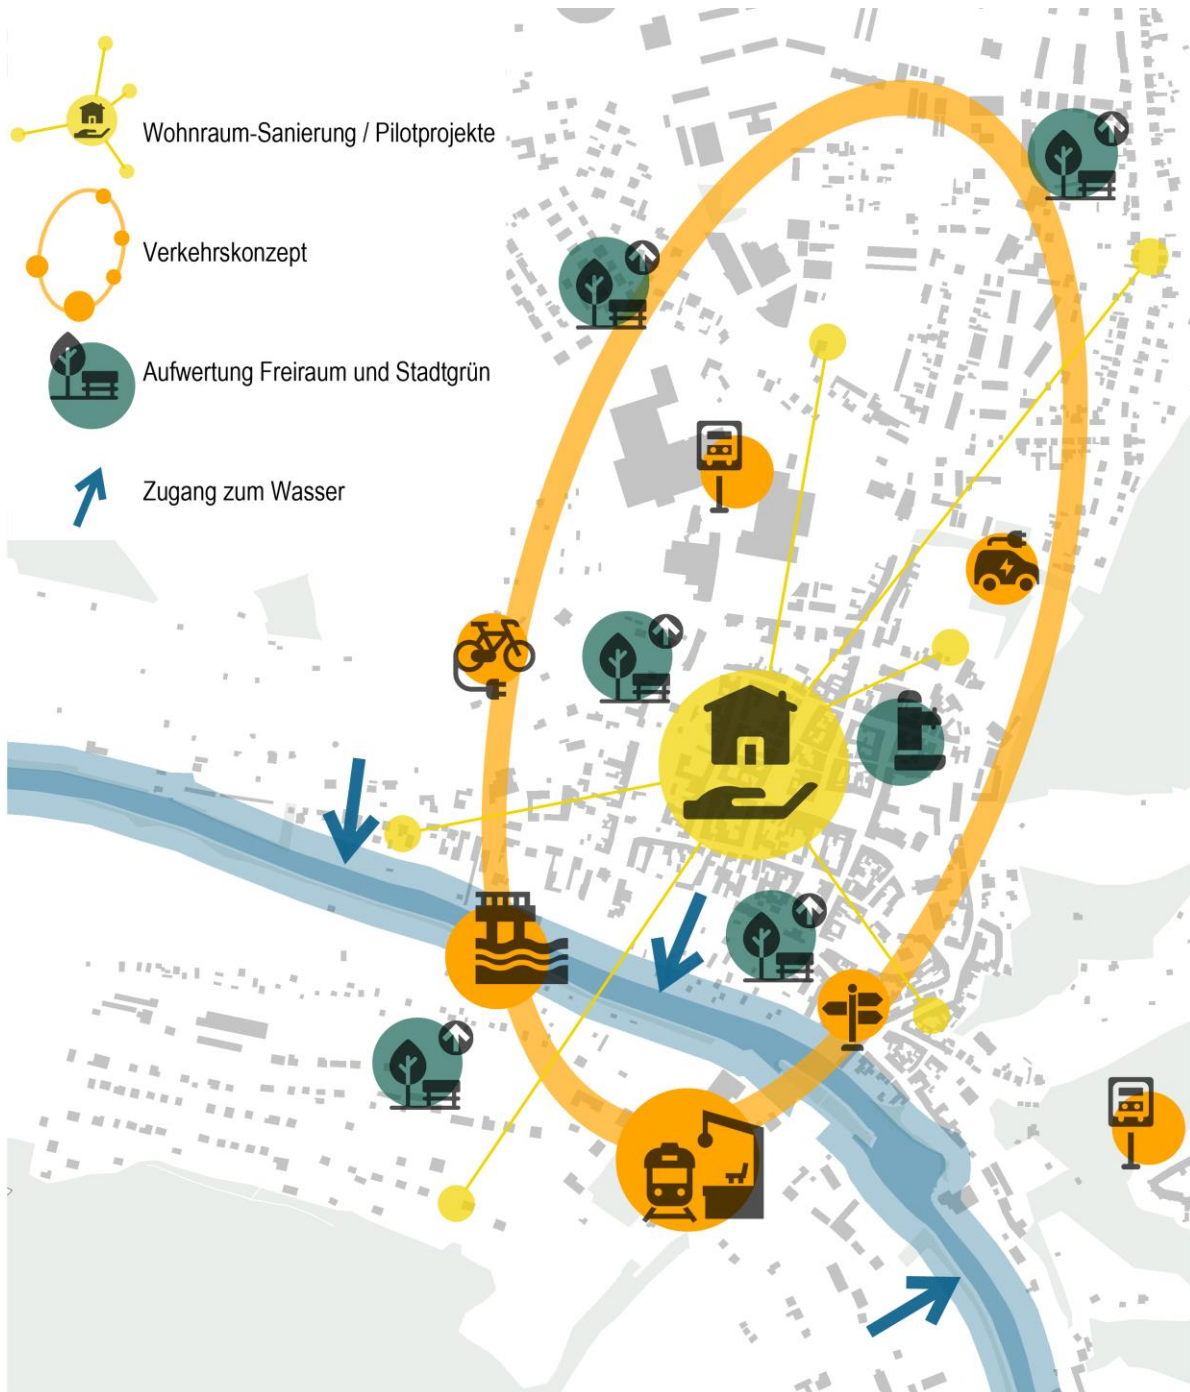 Wohnraum-Sanierung / Pilotprojekte
Verkehrskonzept
Aufwertung Freiraum und Stadtgrün
Zugang zum Wasser